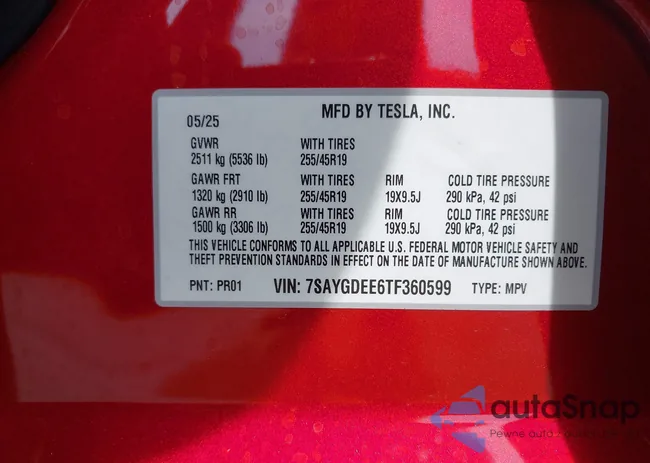 MFD BY TESLA, INC.
05/25
GVWR WITH TIRES
2511 kg (5536 lb) 255/45R19
GAWR FRT WITH TIRES RIM COLD TIRE PRESSURE
1320 kg (2910 lb) 255/45R19 19X9.5J 290 kPa, 42 psi
GAWR RR WITH TIRES RIM COLD TIRE PRESSURE
1500 kg (3306 lb) 255/45R19 19X9.5J 290 kPa, 42 psi
THIS VEHICLE CONFORMS TO ALL APPLICABLE U.S. FEDERAL MOTOR VEHICLE SAFETY AND
THEFT PREVENTION STANDARDS IN EFFECT ON THE DATE OF MANUFACTURE SHOWN ABOVE.
PNT: PR01 VIN: 7SAYGDEE6TF360599 TYPE: MPV
autaSnap
Pewne auta